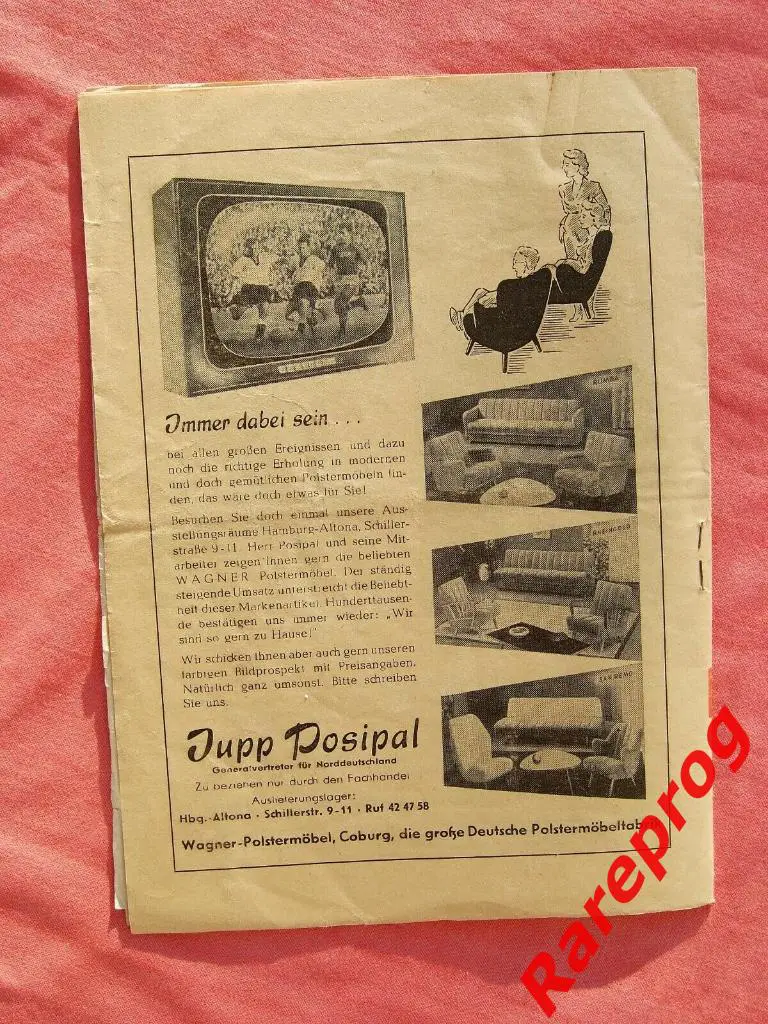 Immer dabei sein . . .
bei allen großen Ereignissen und dazu
noch die richtige Erholung in modernen
und doch gemütlichen Polstermöbeln fin-
den, das wäre doch etwas für Sie!
Besuchen Sie doch einmal unsere Aus-
stellungsräume Hamburg-Altona, Schiller-
straße 9-11. Herr Posipal und seine Mit-
arbeiter zeigen Ihnen gern die beliebten
WAGNER Polstermöbel. Der ständig
steigende Umsatz unterstreicht die Beliebt-
heit dieser Markenartikel. Hunderttausen-
de bestätigen uns immer wieder: „Wir
sind so gern zu Hause!"
Wir schicken Ihnen aber auch gern unseren
farbigen Bildprospekt mit Preisangaben.
Natürlich ganz umsonst. Bitte schreiben
Sie uns.
RUMBA
RHEINGOLD
SAN REMO
Jupp Posipal
Generalvertreter für Norddeutschland
Zu beziehen nur durch den Fachhandel
Auslieferungslager:
Hbg.-Altona · Schillerstr. 9-11 · Ruf 42 47 58
Wagner-Polstermöbel, Coburg, die große Deutsche Polstermöbelfabrik
Rareprog